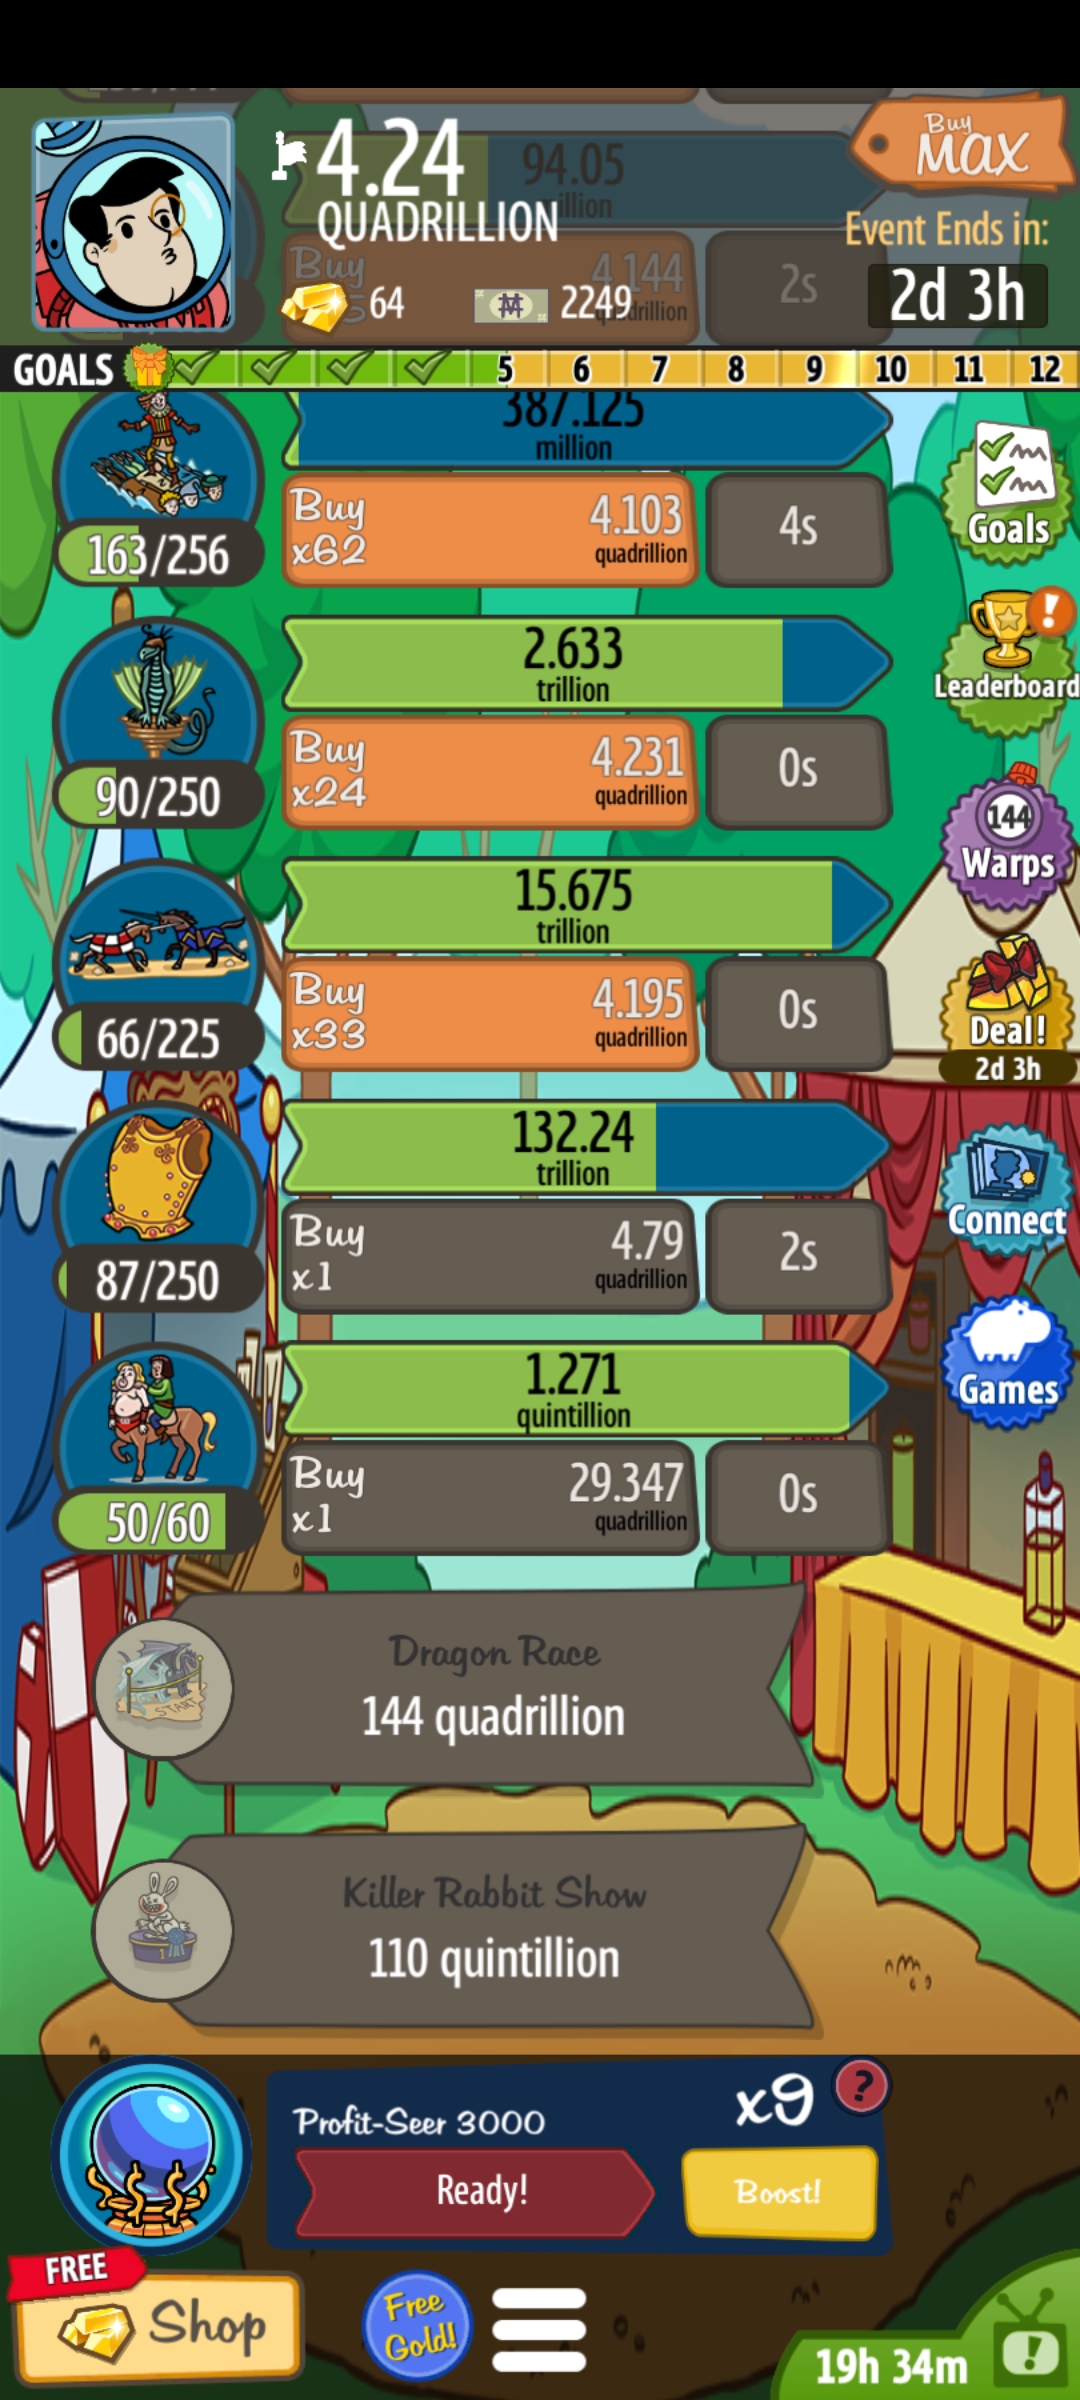 4.24
QUADRILLION
94.05
Buy
MAX
Event Ends in:
2d 3h
Buy
4.144
2s
64
2249
GOALS
5
6
7
8
9
10
11
12
387.125
million
163/256
Buy
x62
4.103
quadrillion
4s
Goals
2.633
trillion
90/250
Buy
x24
4.231
quadrillion
0s
Leaderboard
!
144
Warps
15.675
trillion
66/225
Buy
x33
4.195
quadrillion
0s
Deal!
2d 3h
132.24
trillion
87/250
Buy
x1
4.79
quadrillion
2s
Connect
1.271
quintillion
50/60
Buy
x1
29.347
quadrillion
0s
Games
Dragon Race
144 quadrillion
START
Killer Rabbit Show
110 quintillion
1
Profit-Seer 3000
x9
?
Ready!
Boost!
FREE
Shop
Free
Gold!
19h 34m
!